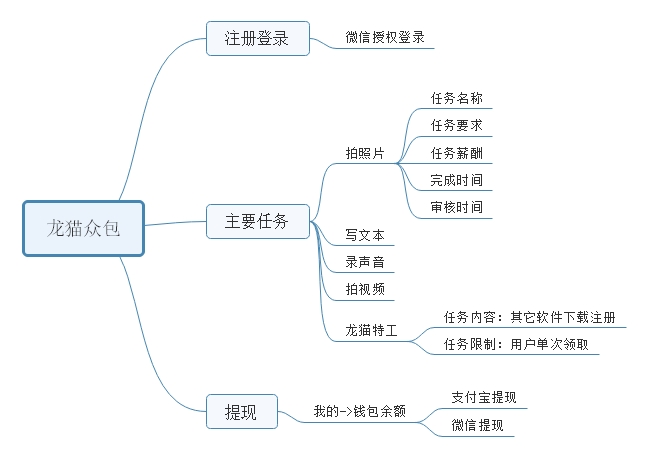 注册登录
微信授权登录
任务名称
任务要求
拍照片
任务薪酬
完成时间
审核时间
龙猫众包
主要任务
写文本
录声音
拍视频
龙猫特工
任务内容：其它软件下载注册
任务限制：用户单次领取
提现
我的->钱包余额
支付宝提现
微信提现